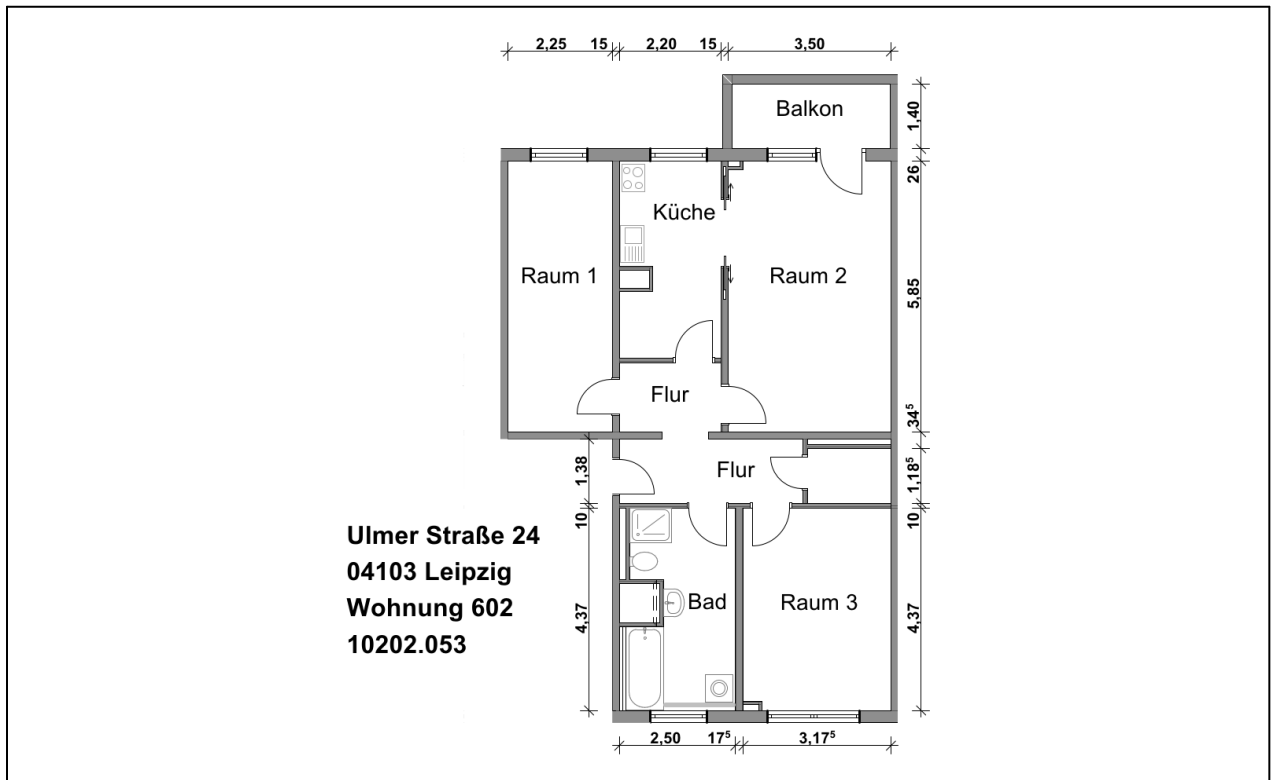 2,25 15 2,20 15 3,50
Balkon
1,40
26
Küche
Raum 1
Raum 2
5,85
Flur
34⁵
1,38
Flur
1,18⁵
10
10
Ulmer Straße 24
04103 Leipzig
Wohnung 602
10202.053
4,37
Bad
Raum 3
4,37
2,50 17⁵ 3,17⁵